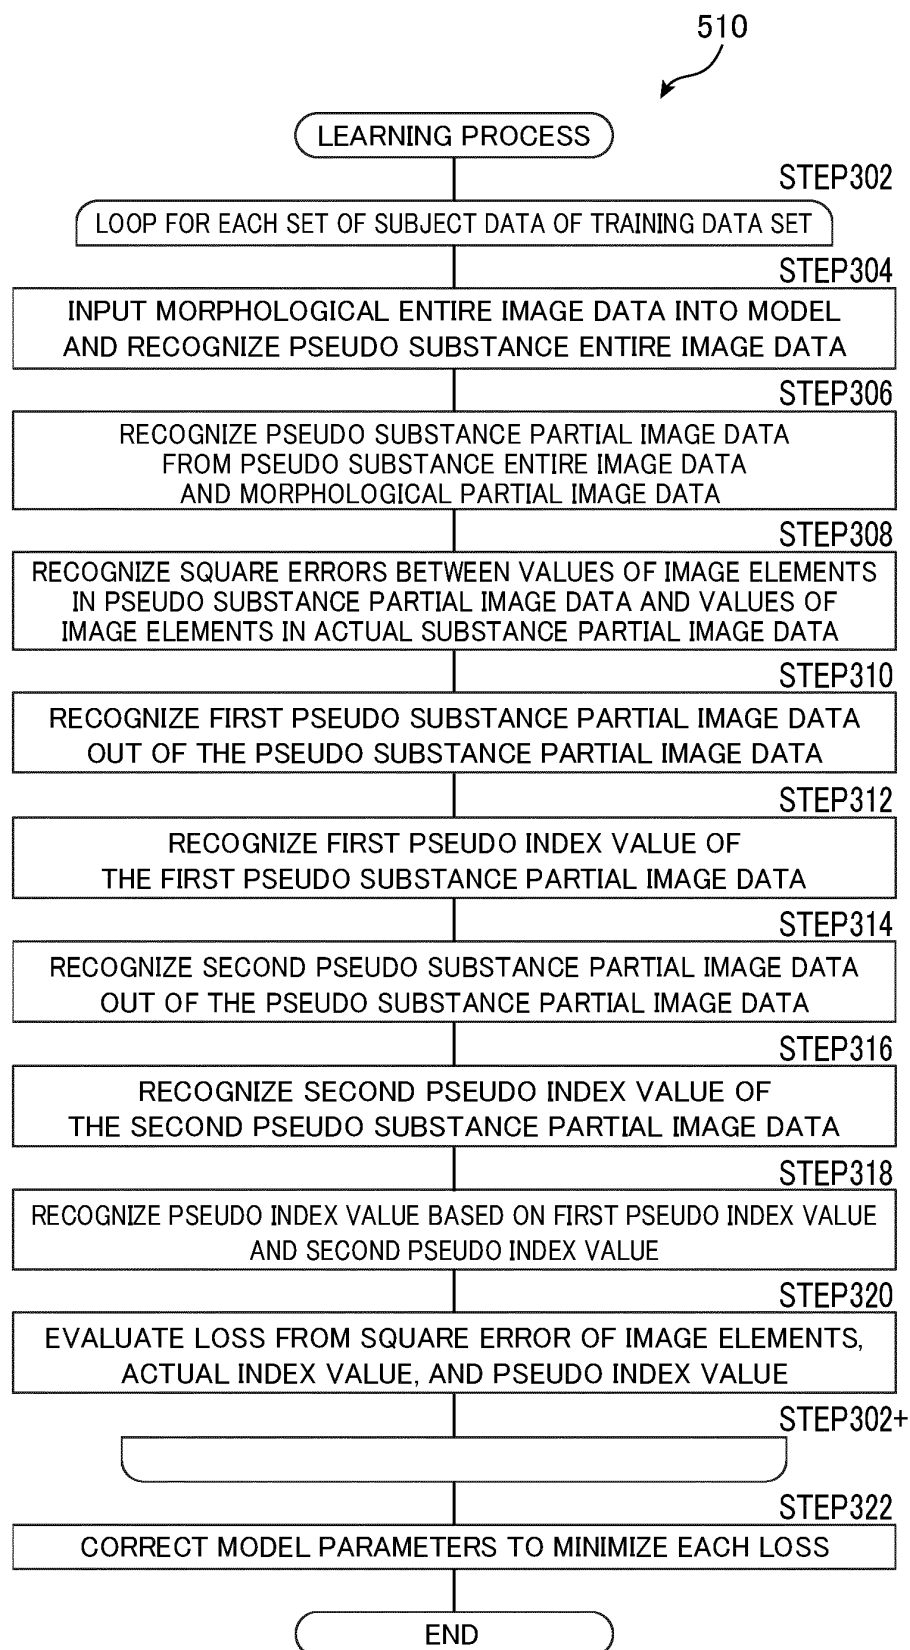 510
LEARNING PROCESS
STEP302
LOOP FOR EACH SET OF SUBJECT DATA OF TRAINING DATA SET
STEP304
INPUT MORPHOLOGICAL ENTIRE IMAGE DATA INTO MODEL
AND RECOGNIZE PSEUDO SUBSTANCE ENTIRE IMAGE DATA
STEP306
RECOGNIZE PSEUDO SUBSTANCE PARTIAL IMAGE DATA
FROM PSEUDO SUBSTANCE ENTIRE IMAGE DATA
AND MORPHOLOGICAL PARTIAL IMAGE DATA
STEP308
RECOGNIZE SQUARE ERRORS BETWEEN VALUES OF IMAGE ELEMENTS
IN PSEUDO SUBSTANCE PARTIAL IMAGE DATA AND VALUES OF
IMAGE ELEMENTS IN ACTUAL SUBSTANCE PARTIAL IMAGE DATA
STEP310
RECOGNIZE FIRST PSEUDO SUBSTANCE PARTIAL IMAGE DATA
OUT OF THE PSEUDO SUBSTANCE PARTIAL IMAGE DATA
STEP312
RECOGNIZE FIRST PSEUDO INDEX VALUE OF
THE FIRST PSEUDO SUBSTANCE PARTIAL IMAGE DATA
STEP314
RECOGNIZE SECOND PSEUDO SUBSTANCE PARTIAL IMAGE DATA
OUT OF THE PSEUDO SUBSTANCE PARTIAL IMAGE DATA
STEP316
RECOGNIZE SECOND PSEUDO INDEX VALUE OF
THE SECOND PSEUDO SUBSTANCE PARTIAL IMAGE DATA
STEP318
RECOGNIZE PSEUDO INDEX VALUE BASED ON FIRST PSEUDO INDEX VALUE
AND SECOND PSEUDO INDEX VALUE
STEP320
EVALUATE LOSS FROM SQUARE ERROR OF IMAGE ELEMENTS,
ACTUAL INDEX VALUE, AND PSEUDO INDEX VALUE
STEP302+
STEP322
CORRECT MODEL PARAMETERS TO MINIMIZE EACH LOSS
END